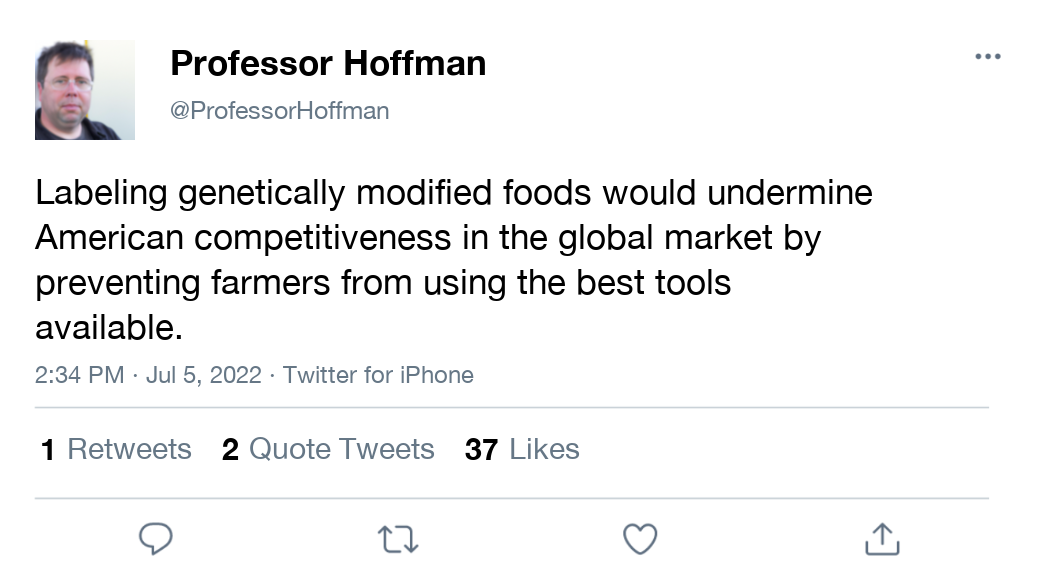 Professor Hoffman
@ProfessorHoffman
Labeling genetically modified foods would undermine
American competitiveness in the global market by
preventing farmers from using the best tools
available.
2:34 PM · Jul 5, 2022 · Twitter for iPhone
1 Retweets 2 Quote Tweets 37 Likes